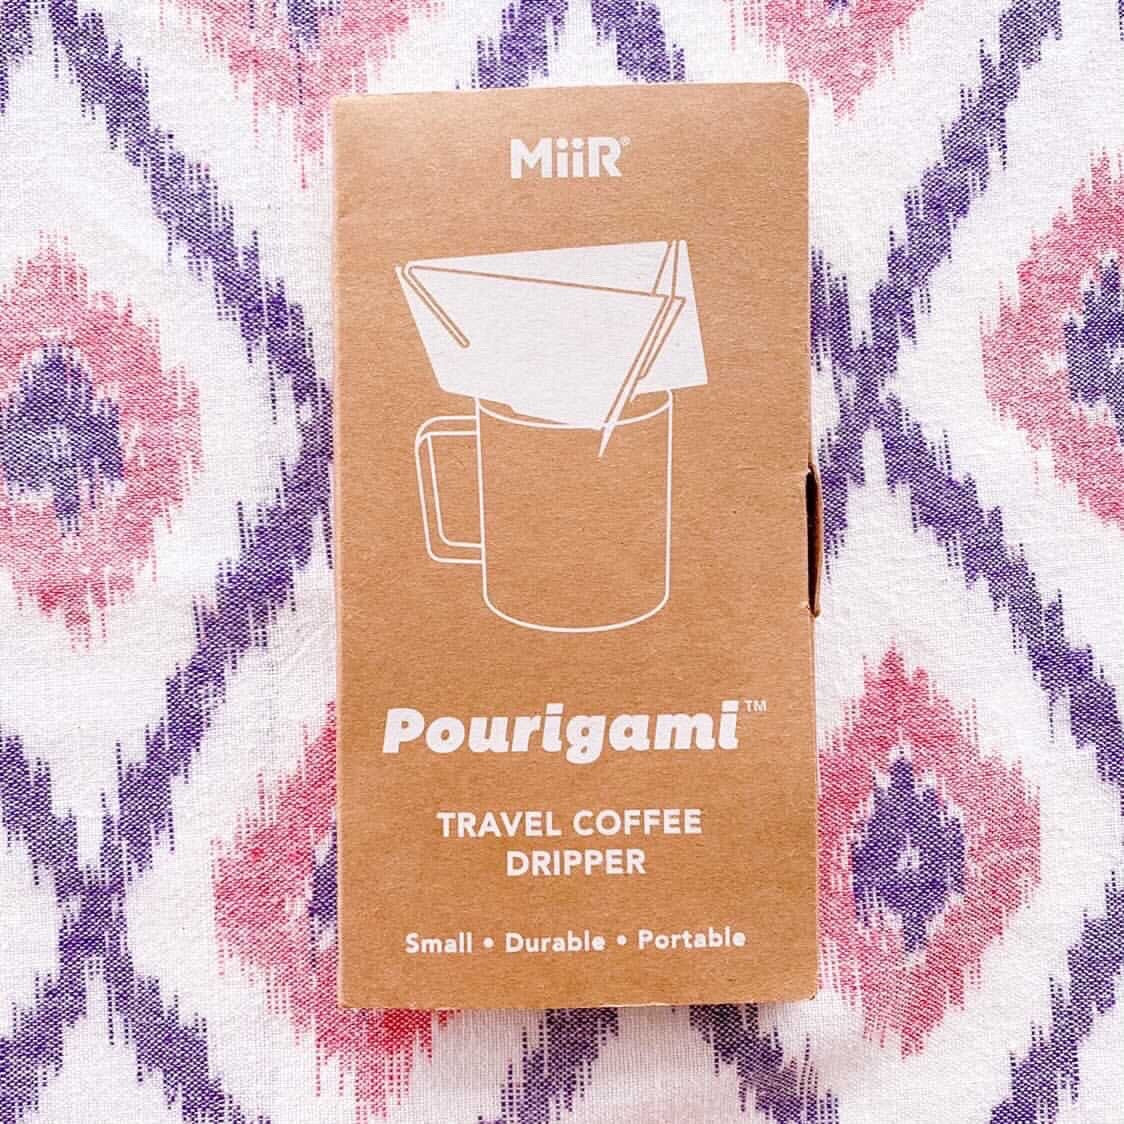 MiiR®
Pourigami™
TRAVEL COFFEE
DRIPPER
Small • Durable • Portable